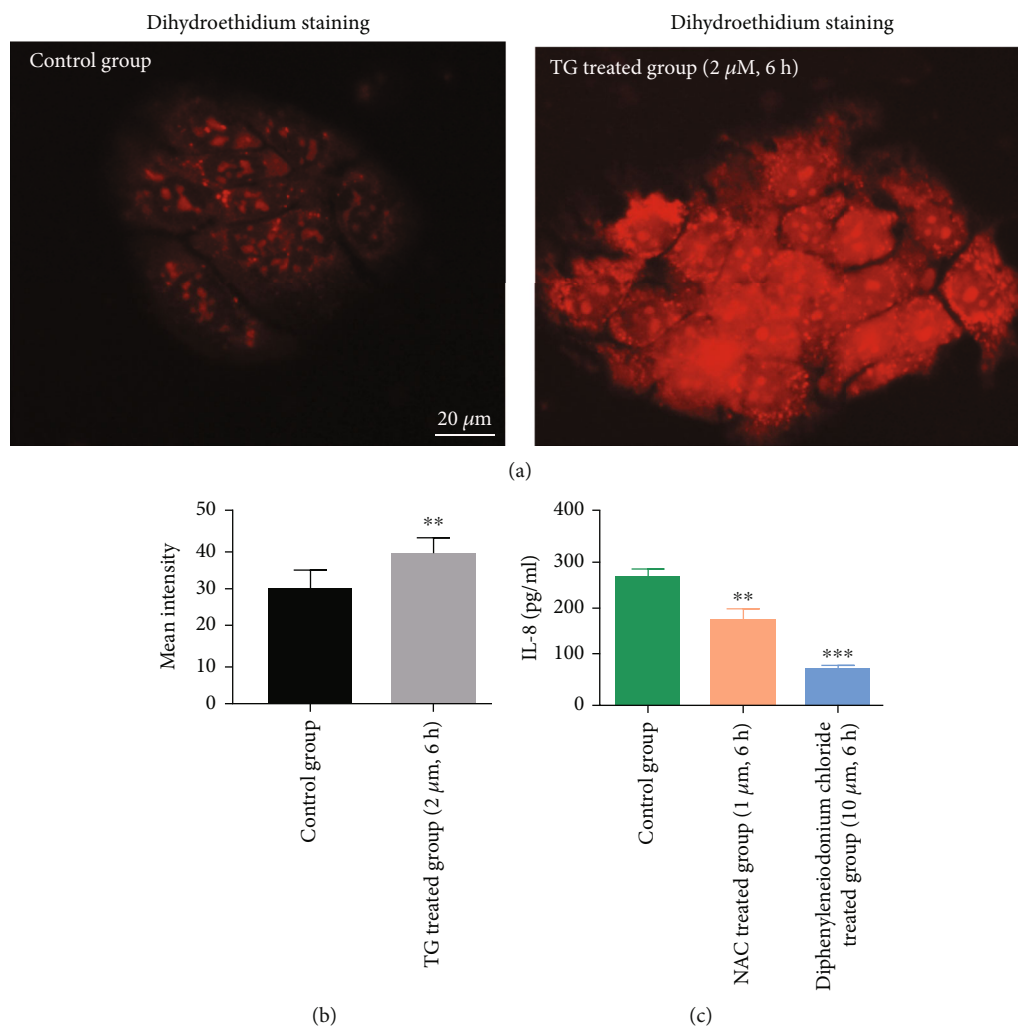 Dihydroethidium staining
Dihydroethidium staining
Control group
TG treated group (2 μM, 6 h)
20 μm
(a)
50
40
30
20
10
0
Mean intensity
**
Control group
TG treated group (2 μm, 6 h)
(b)
400
300
200
100
0
IL-8 (pg/ml)
**
***
Control group
NAC treated group (1 μm, 6 h)
Diphenyleneiodonium chloride
treated group (10 μm, 6 h)
(c)